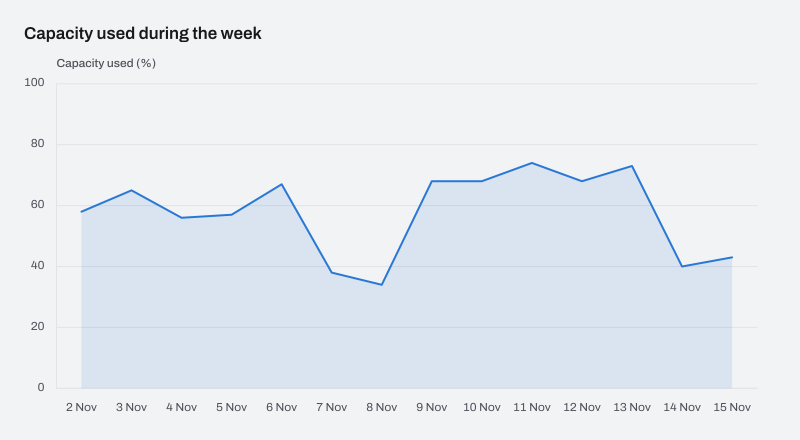 Capacity used during the week
Capacity used (%)
100
80
60
40
20
0
2 Nov 3 Nov 4 Nov 5 Nov 6 Nov 7 Nov 8 Nov 9 Nov 10 Nov 11 Nov 12 Nov 13 Nov 14 Nov 15 Nov